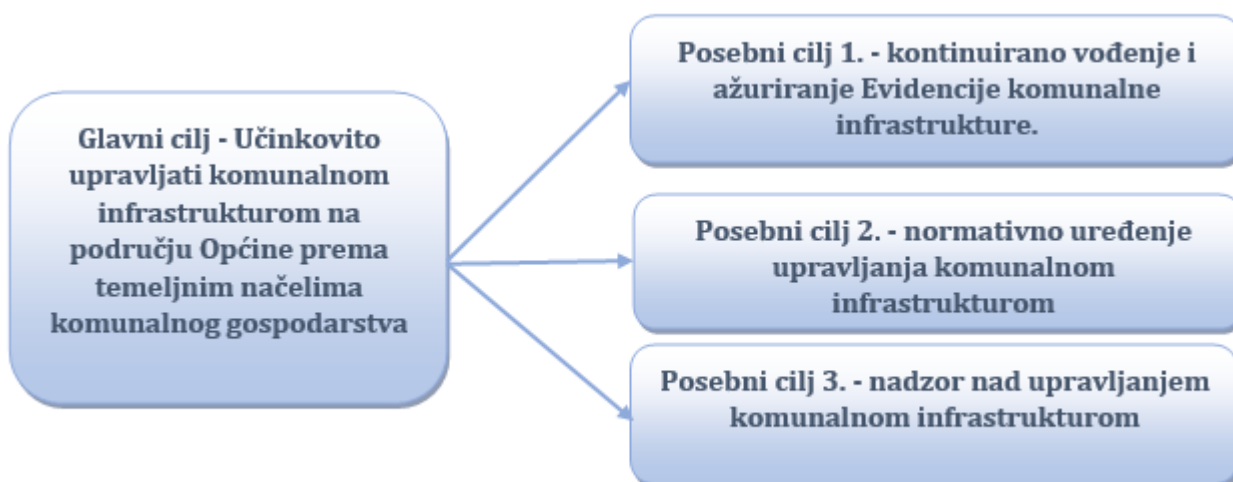 Glavni cilj - Učinkovito
upravljati komunalnom
infrastrukturom na
području Općine prema
temeljnim načelima
komunalnog gospodarstva
Posebni cilj 1. - kontinuirano vođenje i
ažuriranje Evidencije komunalne
infrastrukture.
Posebni cilj 2. - normativno uređenje
upravljanja komunalnom
infrastrukturom
Posebni cilj 3. - nadzor nad upravljanjem
komunalnom infrastrukturom